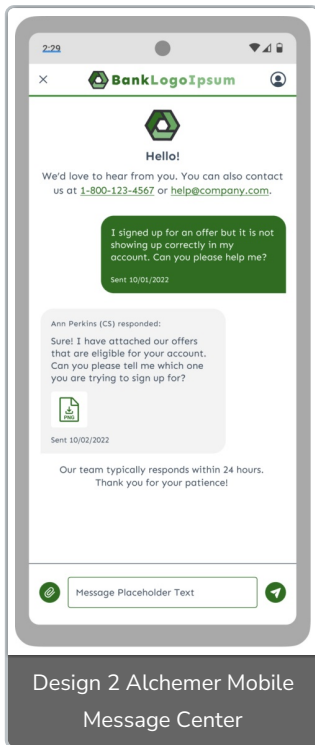 2:29
BankLogoIpsum
Hello!
We'd love to hear from you. You can also contact
us at 1-800-123-4567 or help@company.com.
I signed up for an offer but it is not
showing up correctly in my
account. Can you please help me?
Sent 10/01/2022
Ann Perkins (CS) responded:
Sure! I have attached our offers
that are eligible for your account.
Can you please tell me which one
you are trying to sign up for?
PNG
Sent 10/02/2022
Our team typically responds within 24 hours.
Thank you for your patience!
Message Placeholder Text
Design 2 Alchemer Mobile
Message Center